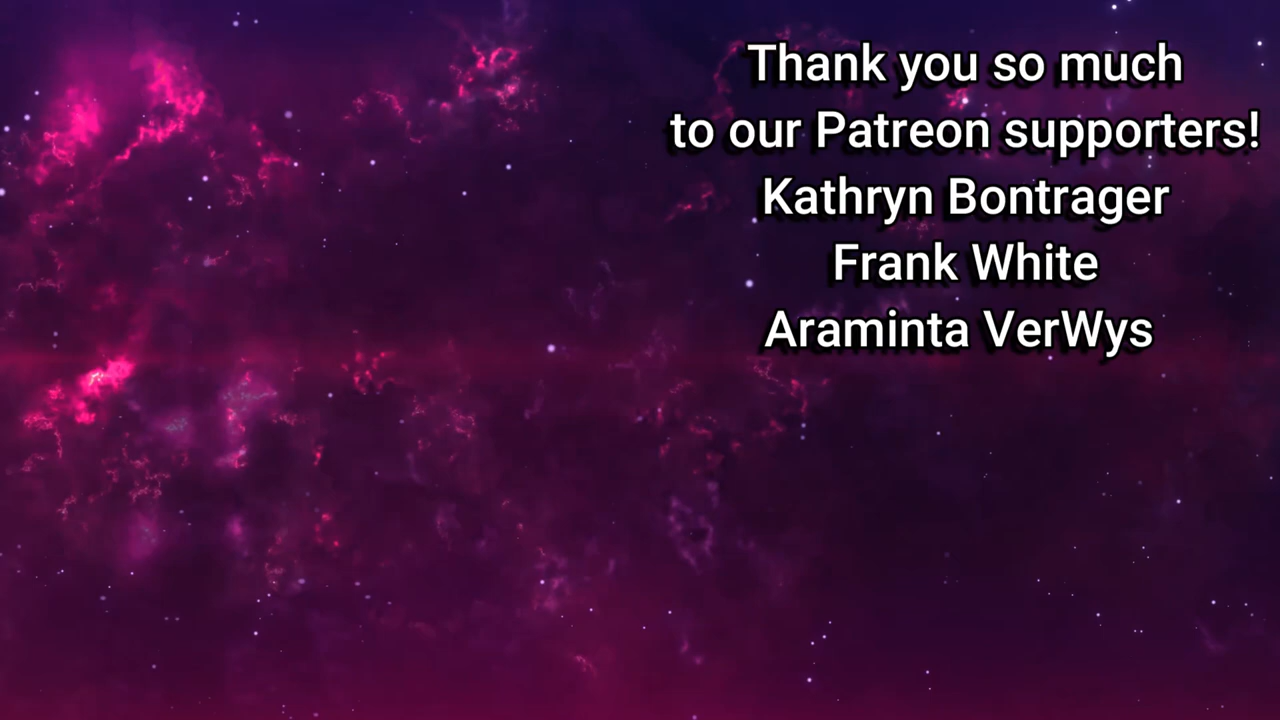 Thank you so much
to our Patreon supporters!
Kathryn Bontrager
Frank White
Araminta VerWys